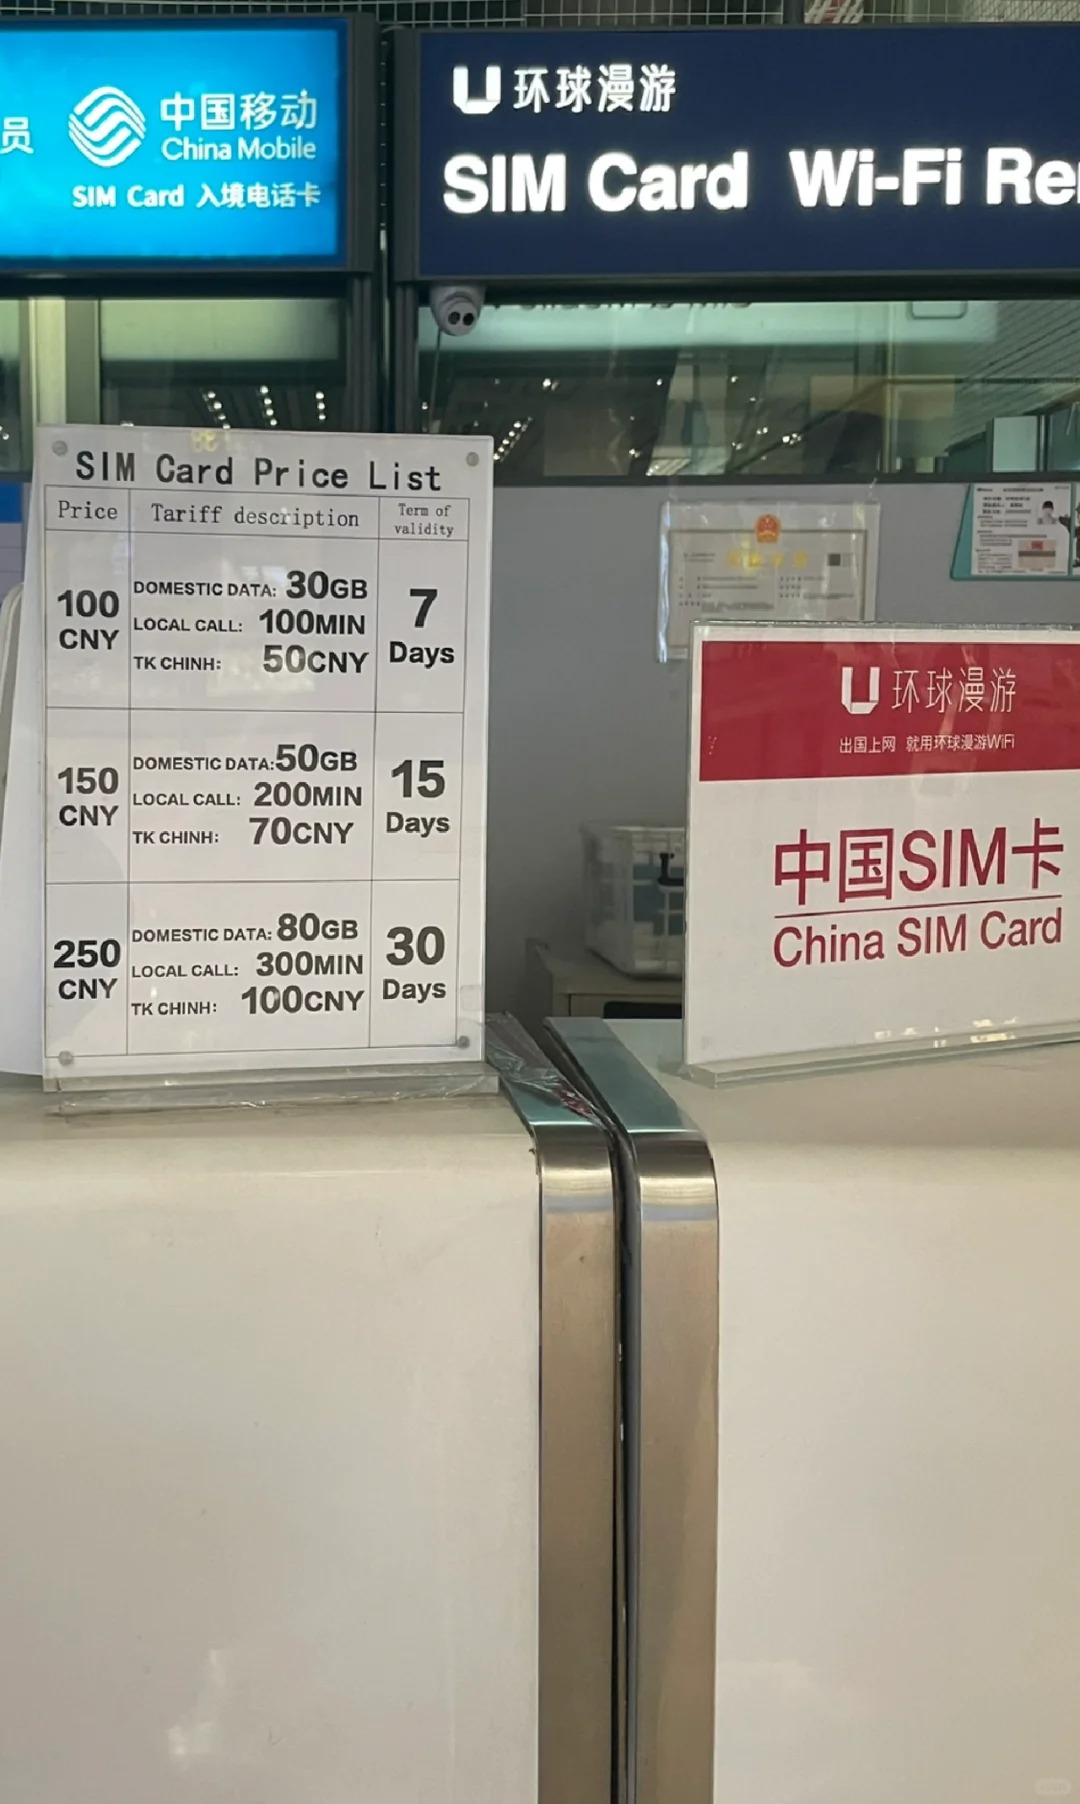 员
中国移动
China Mobile
SIM Card 入境电话卡
U 环球漫游
SIM Card Wi-Fi Re
SIM Card Price List
Price Tariff description Term of validity
100 CNY
DOMESTIC DATA: 30GB
LOCAL CALL: 100MIN
TK CHINH: 50CNY
7 Days
150 CNY
DOMESTIC DATA:50GB
LOCAL CALL: 200MIN
TK CHINH: 70CNY
15 Days
250 CNY
DOMESTIC DATA: 80GB
LOCAL CALL: 300MIN
TK CHINH: 100CNY
30 Days
U 环球漫游
出国上网 就用环球漫游WiFi
中国SIM卡
China SIM Card